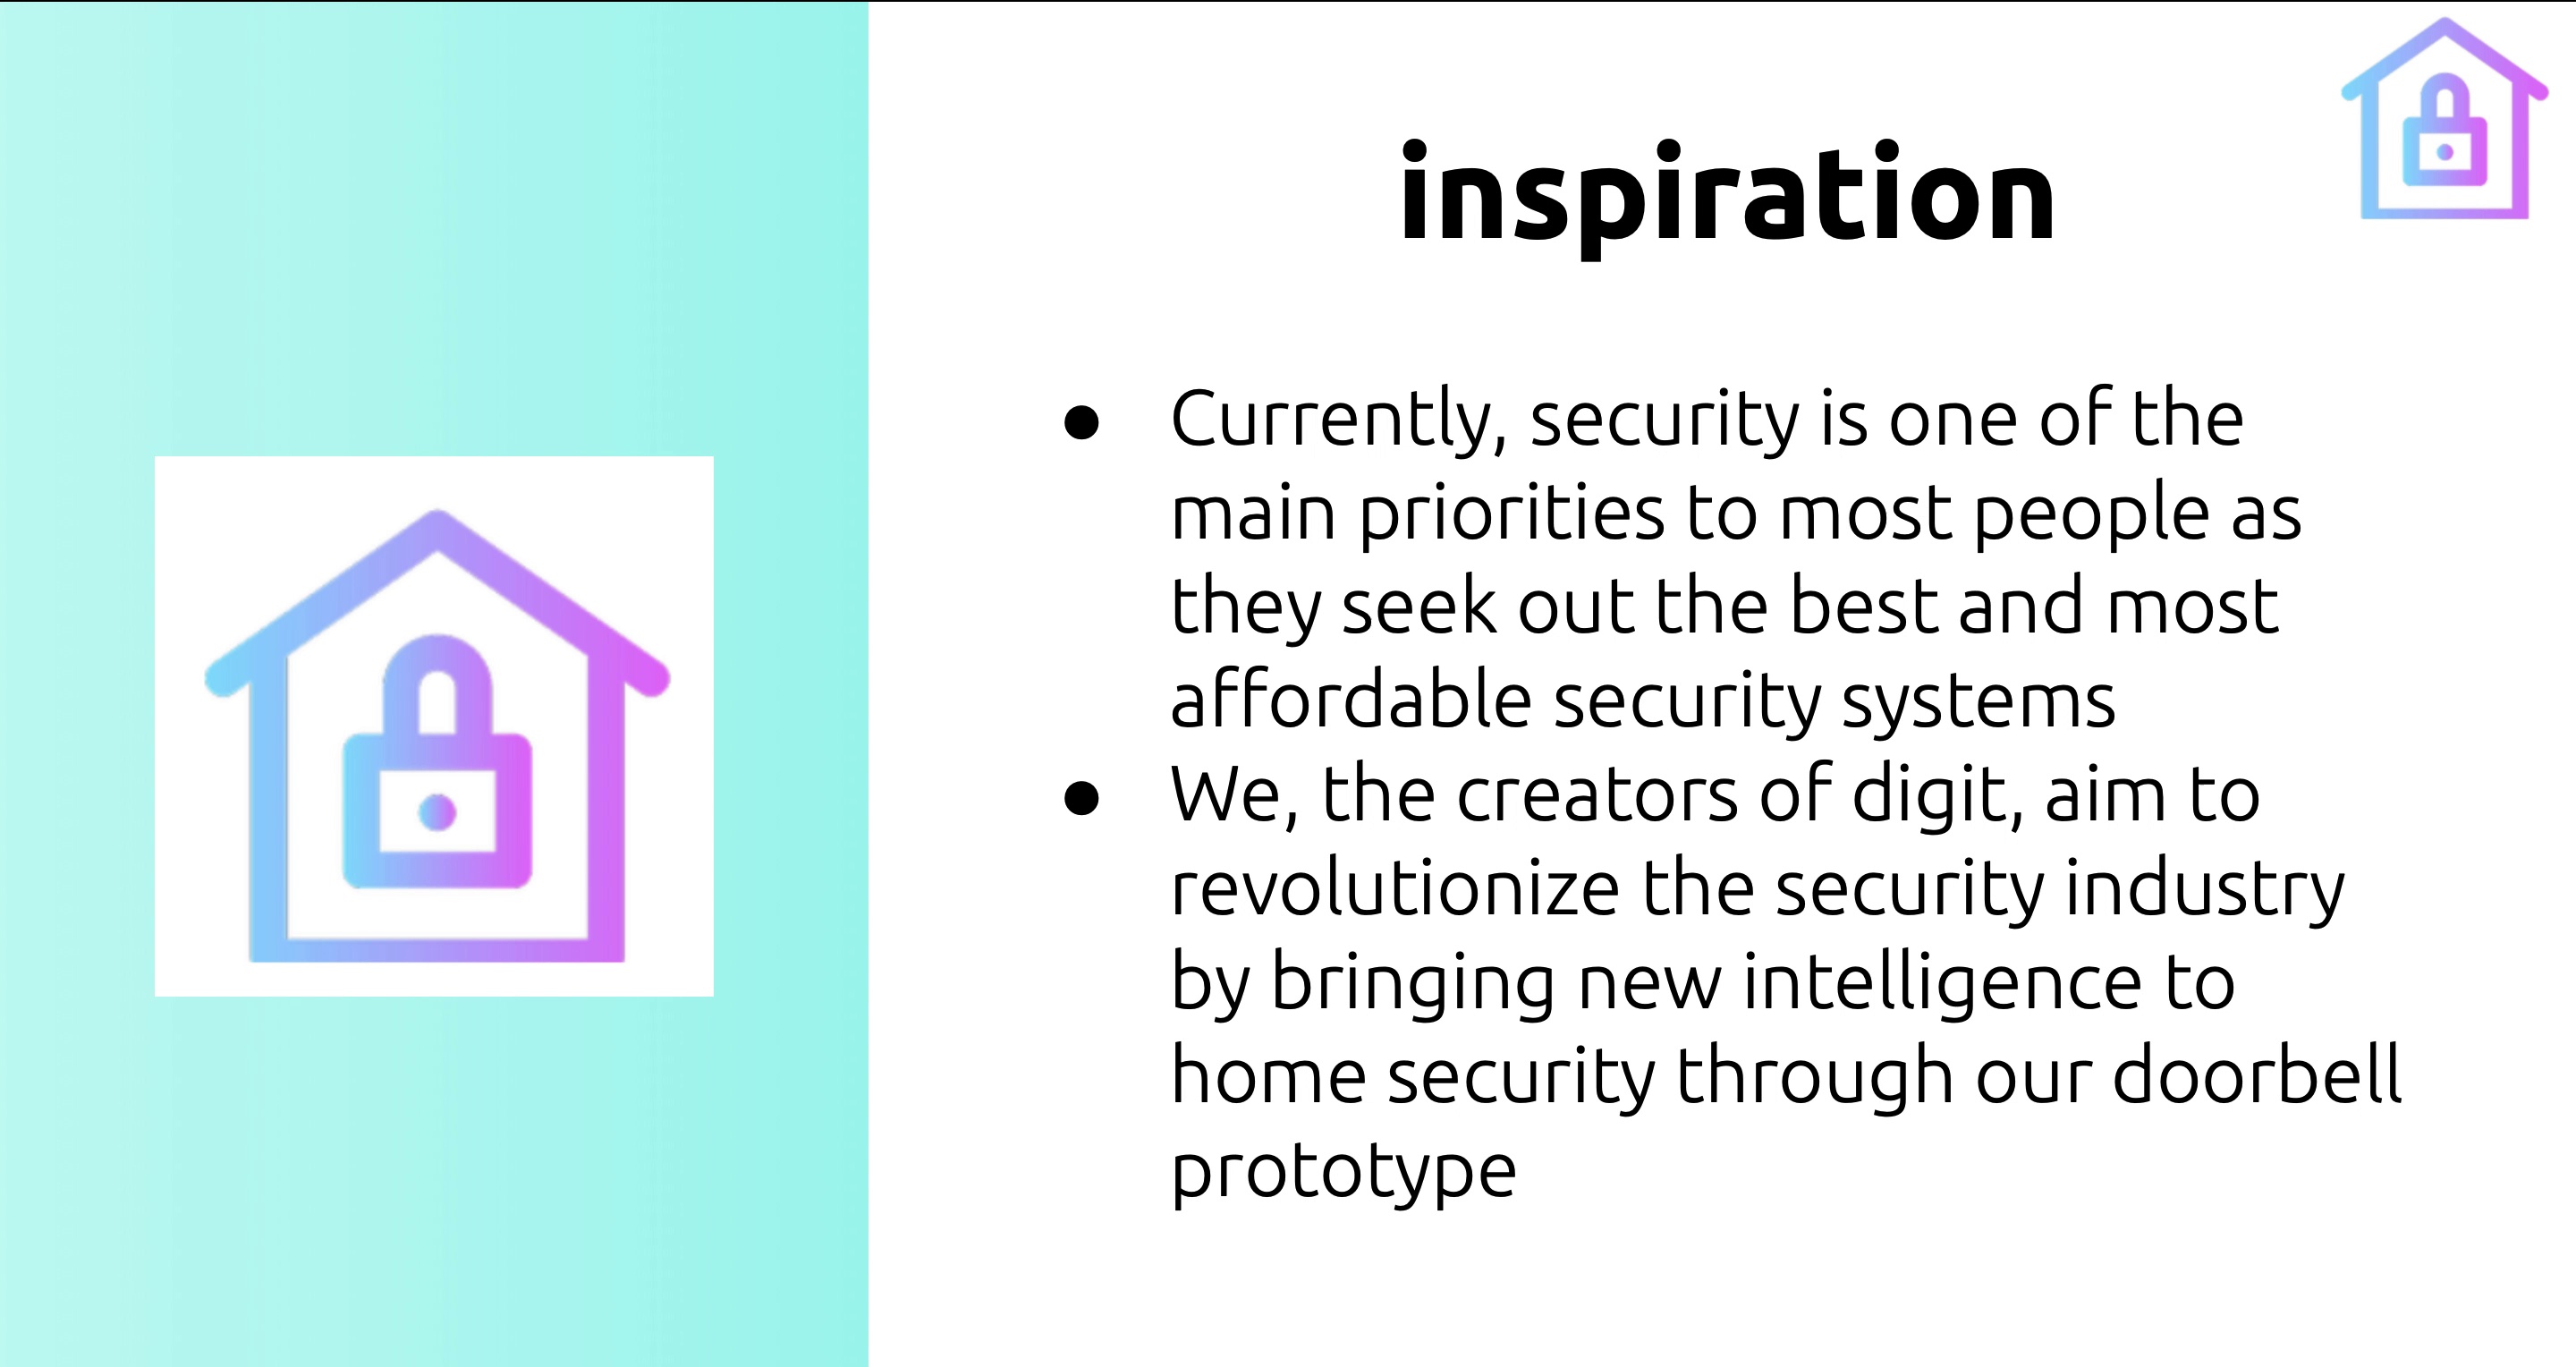 inspiration
● Currently, security is one of the
main priorities to most people as
they seek out the best and most
affordable security systems
● We, the creators of digit, aim to
revolutionize the security industry
by bringing new intelligence to
home security through our doorbell
prototype